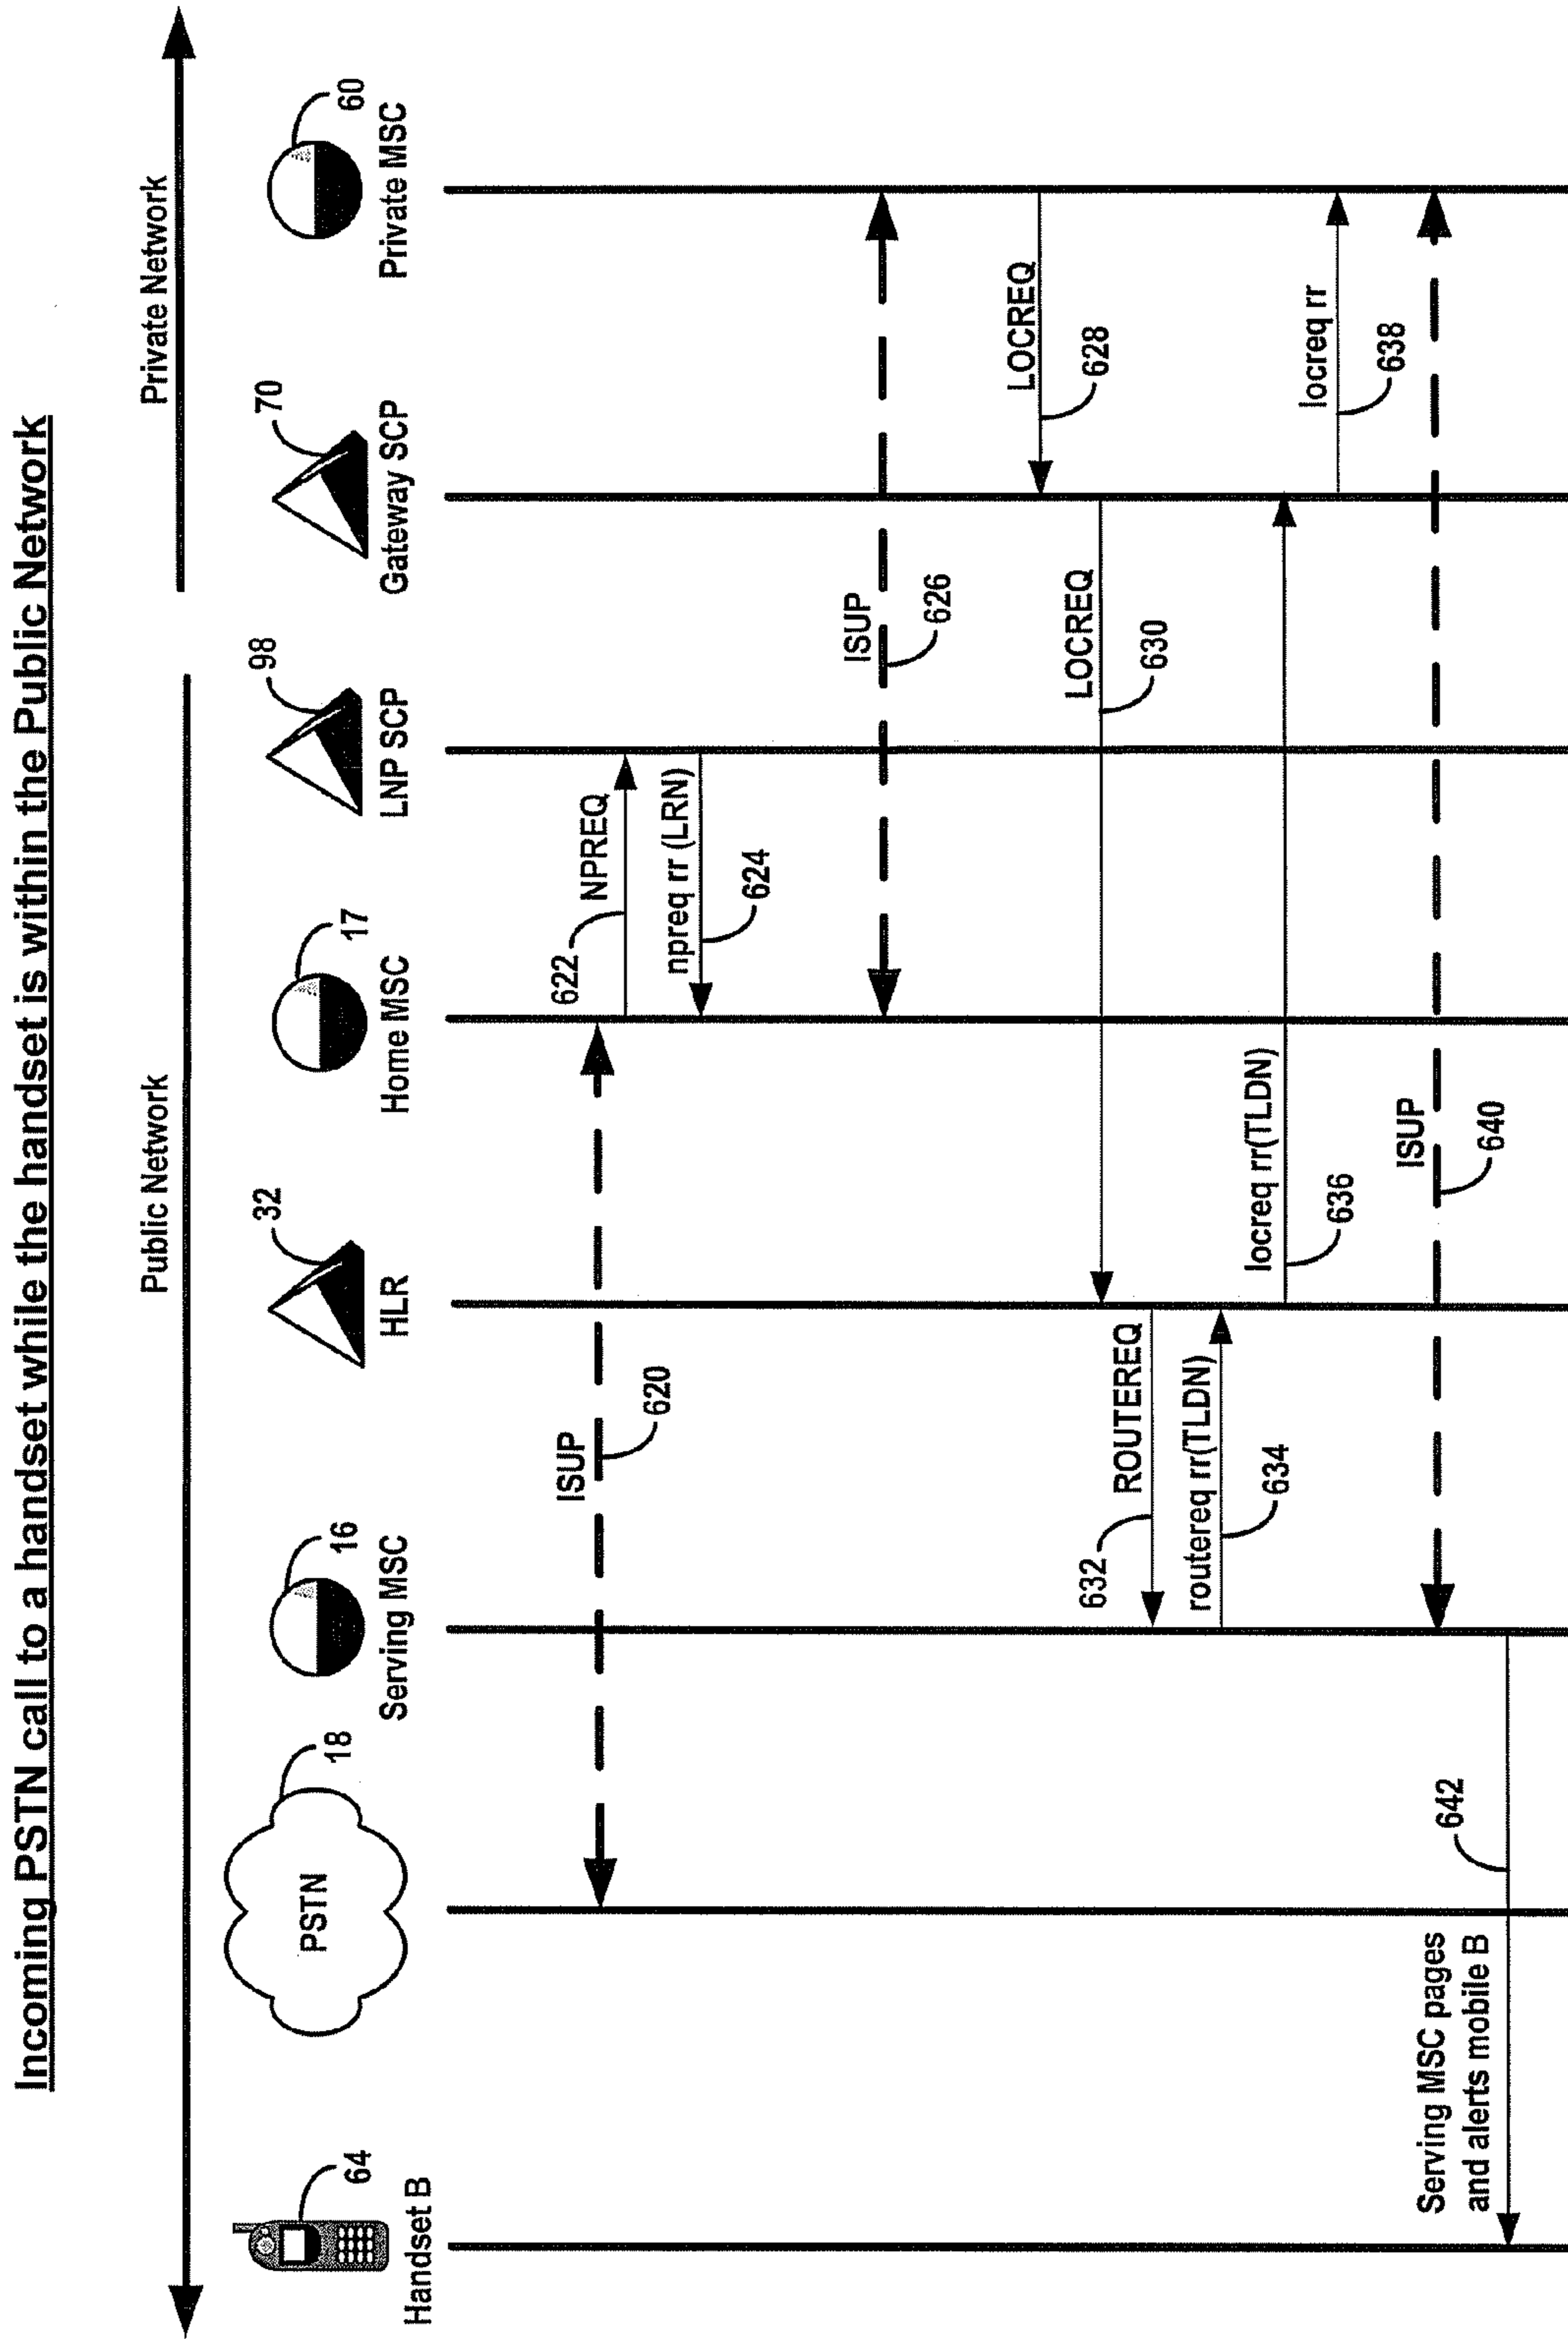 Incoming PSTN call to a handset while the handset is within the Public Network
Public Network
Private Network
64
Handset B
PSTN
18
16
Serving MSC
32
HLR
17
Home MSC
98
LNP SCP
70
Gateway SCP
60
Private MSC
ISUP
620
622
NPREQ
npreq rr (LRN)
624
ISUP
626
LOCREQ
628
LOCREQ
630
632
ROUTEREQ
routereq rr(TLDN)
634
locreq rr(TLDN)
636
locreq rr
638
ISUP
640
Serving MSC pages
and alerts mobile B
642